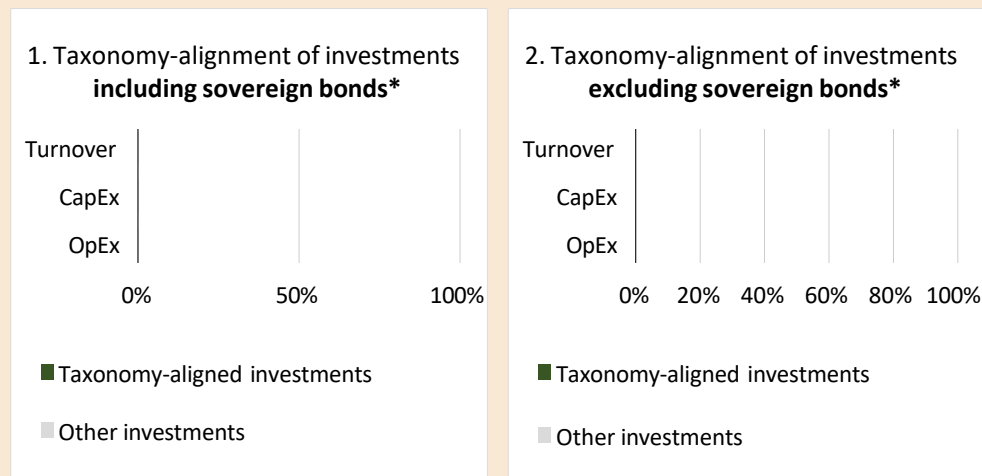 1. Taxonomy-alignment of investments
including sovereign bonds*
Turnover
CapEx
OpEx
0% 50% 100%
Taxonomy-aligned investments
Other investments
2. Taxonomy-alignment of investments
excluding sovereign bonds*
Turnover
CapEx
OpEx
0% 20% 40% 60% 80% 100%
Taxonomy-aligned investments
Other investments